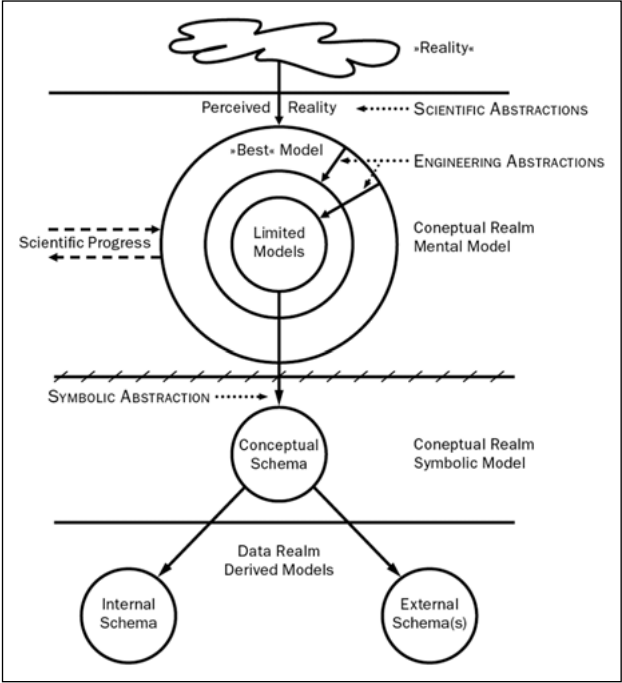 »Reality«
Perceived Reality
SCIENTIFIC ABSTRACTIONS
»Best« Model
ENGINEERING ABSTRACTIONS
Limited
Models
Coneptual Realm
Mental Model
Scientific Progress
SYMBOLIC ABSTRACTION
Conceptual
Schema
Coneptual Realm
Symbolic Model
Data Realm
Derived Models
Internal
Schema
External
Schema(s)